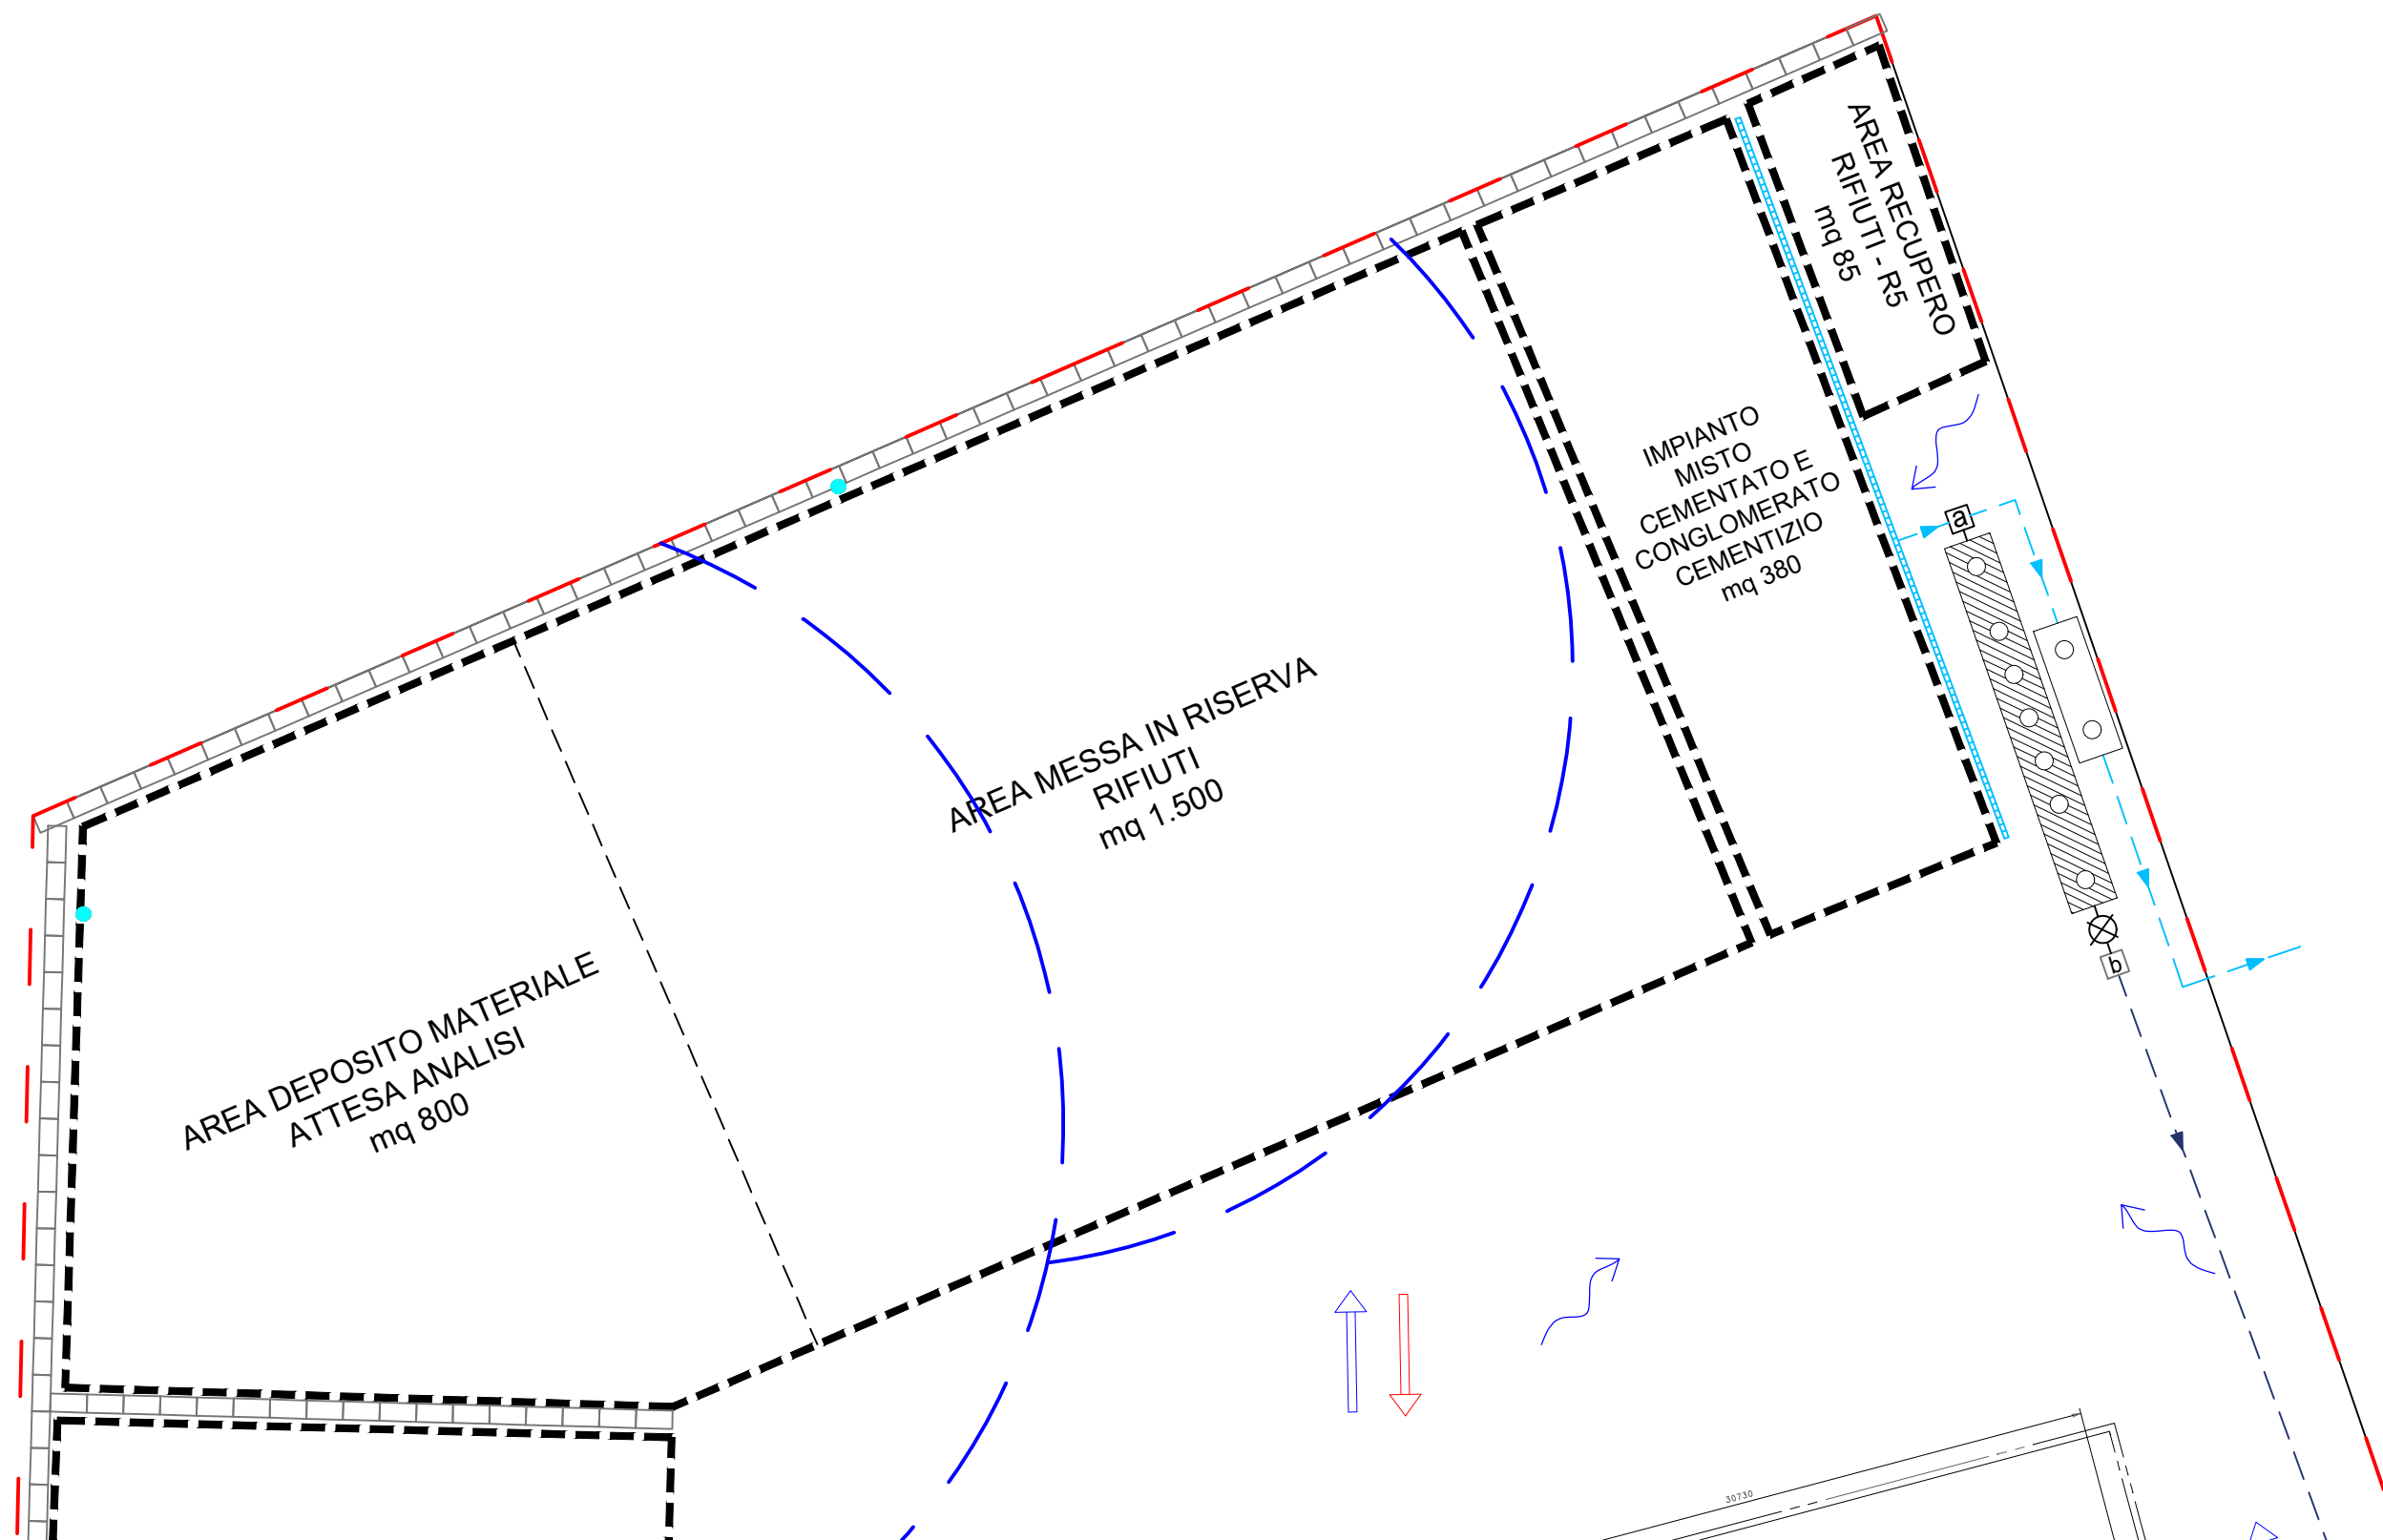 AREA RECUPERO
RIFIUTI - R5
mq 85
IMPIANTO
MISTO
CEMENTATO E
CONGLOMERATO
CEMENTIZIO
mq 380
a
AREA MESSA IN RISERVA
RIFIUTI
mq 1.500
b
AREA DEPOSITO MATERIALE
ATTESA ANALISI
mq 800
30730